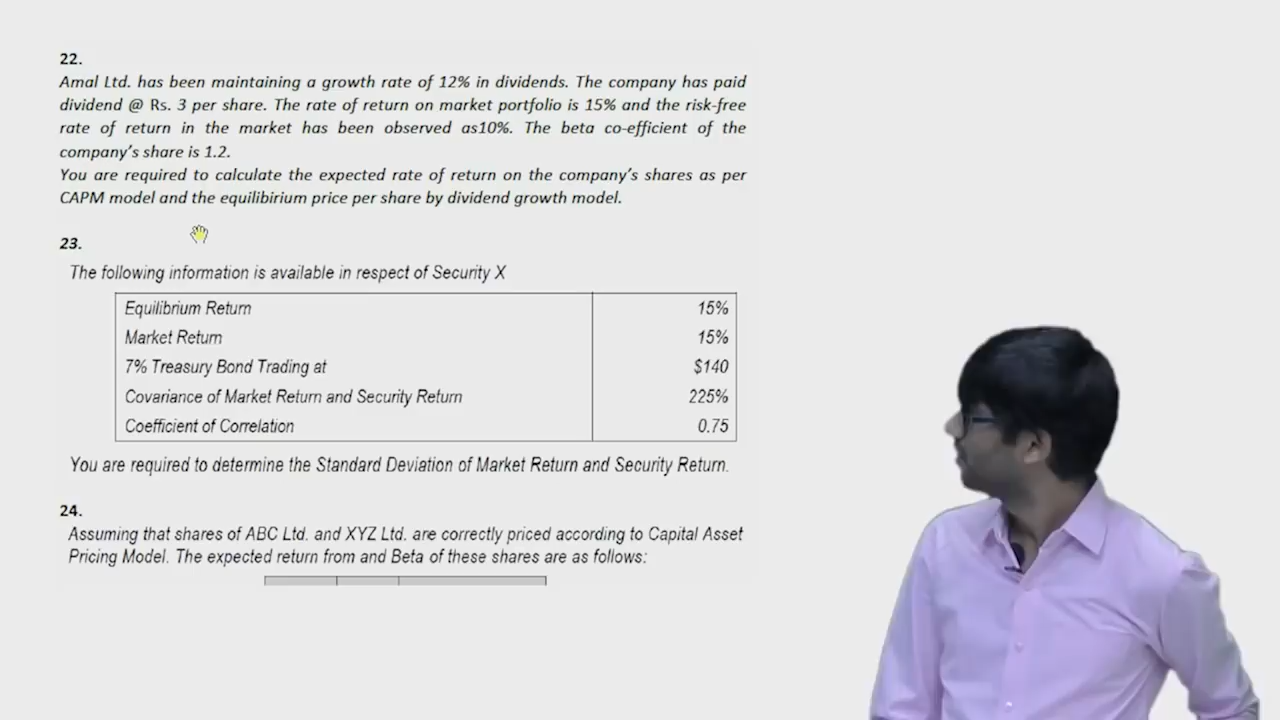 22.
Amal Ltd. has been maintaining a growth rate of 12% in dividends. The company has paid
dividend @ Rs. 3 per share. The rate of return on market portfolio is 15% and the risk-free
rate of return in the market has been observed as10%. The beta co-efficient of the
company's share is 1.2.
You are required to calculate the expected rate of return on the company's shares as per
CAPM model and the equilibirium price per share by dividend growth model.
23.
The following information is available in respect of Security X
Equilibrium Return 15%
Market Return 15%
7% Treasury Bond Trading at $140
Covariance of Market Return and Security Return 225%
Coefficient of Correlation 0.75
You are required to determine the Standard Deviation of Market Return and Security Return.
24.
Assuming that shares of ABC Ltd. and XYZ Ltd. are correctly priced according to Capital Asset
Pricing Model. The expected return from and Beta of these shares are as follows: